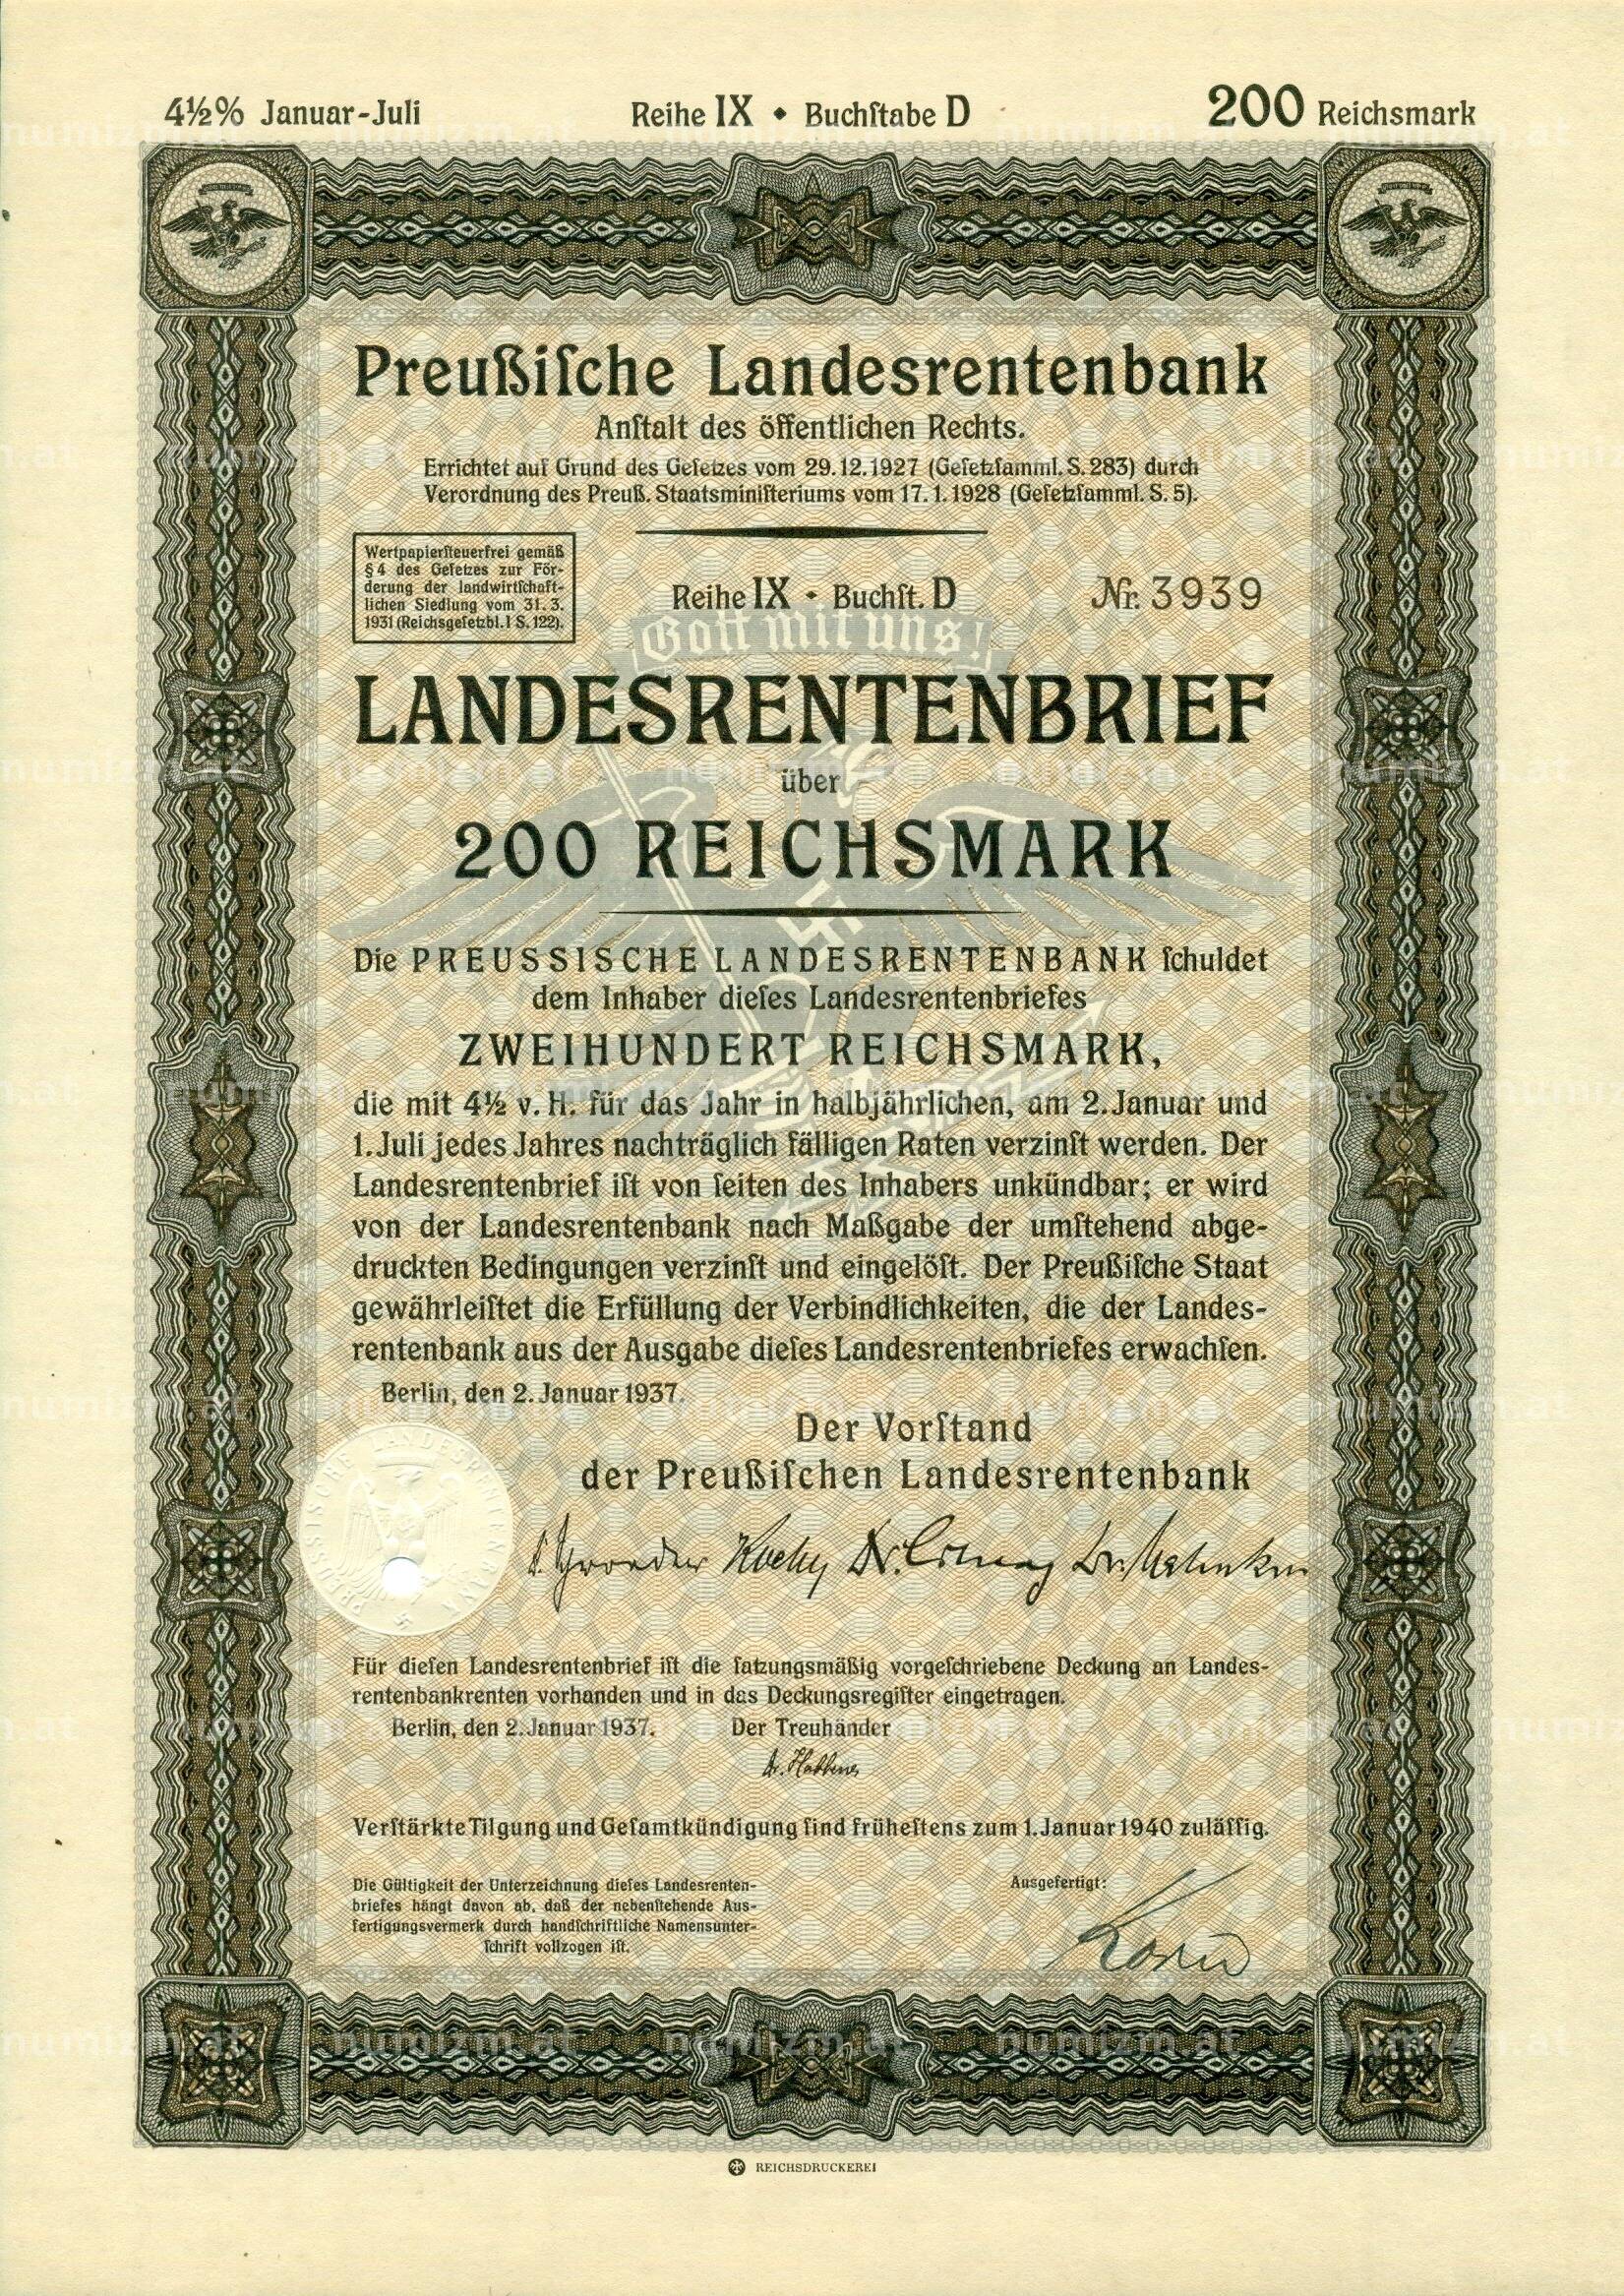 4½% Januar-Juli
Reihe IX • Buchſtabe D
200 Reichsmark
Preußiſche Landesrentenbank
Anſtalt des öffentlichen Rechts.
Errichtet auf Grund des Geſetzes vom 29.12.1927 (Geſetzſamml. S. 283) durch
Verordnung des Preuß. Staatsminiſteriums vom 17.1.1928 (Geſetzſamml. S. 5).
Wertpapierſteuerfrei gemäß
§ 4 des Geſetzes zur För-
derung der landwirtſchaft-
lichen Siedlung vom 31.3.
1931 (Reichsgeſetzbl. I S. 122).
Reihe IX • Buchſt. D
Nr. 3939
Gott mit uns!
LANDESRENTENBRIEF
über
200 REICHSMARK
Die PREUSSISCHE LANDESRENTENBANK ſchuldet
dem Inhaber dieſes Landesrentenbriefes
ZWEIHUNDERT REICHSMARK,
die mit 4½ v. H. für das Jahr in halbjährlichen, am 2. Januar und
1. Juli jedes Jahres nachträglich fälligen Raten verzinſt werden. Der
Landesrentenbrief iſt von ſeiten des Inhabers unkündbar; er wird
von der Landesrentenbank nach Maßgabe der umſtehend abge-
druckten Bedingungen verzinſt und eingelöſt. Der Preußiſche Staat
gewährleiſtet die Erfüllung der Verbindlichkeiten, die der Landes-
rentenbank aus der Ausgabe dieſes Landesrentenbriefes erwachſen.
Berlin, den 2. Januar 1937.
Der Vorſtand
der Preußiſchen Landesrentenbank
PREUSSISCHE LANDESRENTENBANK
Für dieſen Landesrentenbrief iſt die ſatzungsmäßig vorgeſchriebene Deckung an Landes-
rentenbankrenten vorhanden und in das Deckungsregiſter eingetragen.
Berlin, den 2. Januar 1937.
Der Treuhänder
Verſtärkte Tilgung und Geſamtkündigung ſind früheſtens zum 1. Januar 1940 zuläſſig.
Die Gültigkeit der Unterzeichnung dieſes Landesrenten-
briefes hängt davon ab, daß der nebenſtehende Aus-
fertigungsvermerk durch handſchriftliche Namensunter-
ſchrift vollzogen iſt.
Ausgefertigt:
REICHSDRUCKEREI
numizm.at